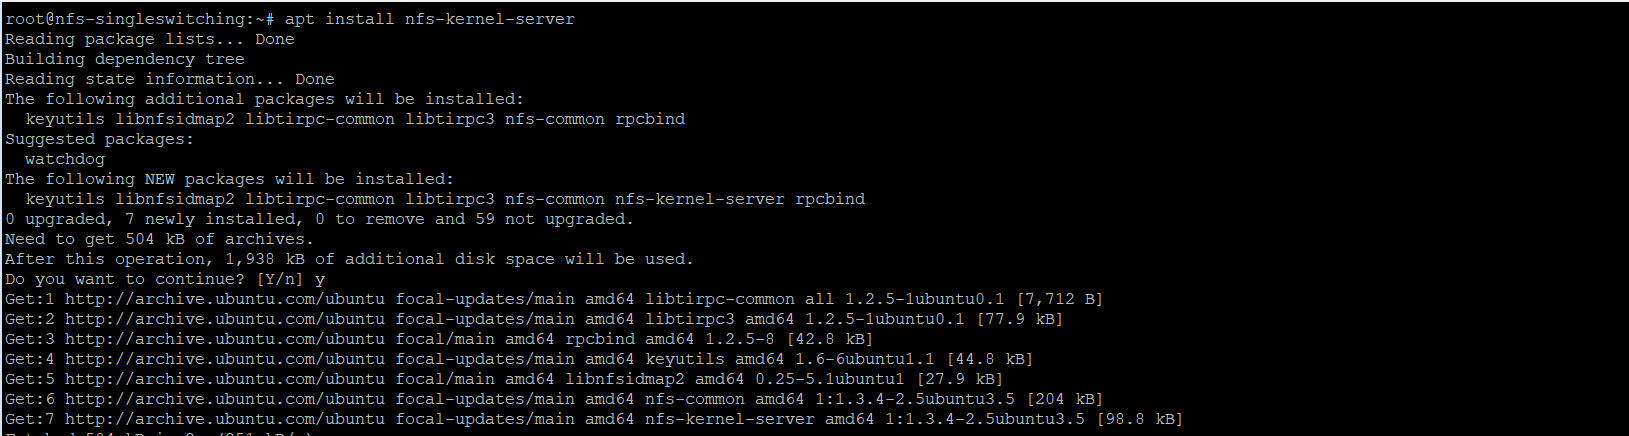 root@nfs-singleswitching:~# apt install nfs-kernel-server
Reading package lists... Done
Building dependency tree
Reading state information... Done
The following additional packages will be installed:
  keyutils libnfsidmap2 libtirpc-common libtirpc3 nfs-common rpcbind
Suggested packages:
  watchdog
The following NEW packages will be installed:
  keyutils libnfsidmap2 libtirpc-common libtirpc3 nfs-common nfs-kernel-server rpcbind
0 upgraded, 7 newly installed, 0 to remove and 59 not upgraded.
Need to get 504 kB of archives.
After this operation, 1,938 kB of additional disk space will be used.
Do you want to continue? [Y/n] y
Get:1 http://archive.ubuntu.com/ubuntu focal-updates/main amd64 libtirpc-common all 1.2.5-1ubuntu0.1 [7,712 B]
Get:2 http://archive.ubuntu.com/ubuntu focal-updates/main amd64 libtirpc3 amd64 1.2.5-1ubuntu0.1 [77.9 kB]
Get:3 http://archive.ubuntu.com/ubuntu focal/main amd64 rpcbind amd64 1.2.5-8 [42.8 kB]
Get:4 http://archive.ubuntu.com/ubuntu focal-updates/main amd64 keyutils amd64 1.6-6ubuntu1.1 [44.8 kB]
Get:5 http://archive.ubuntu.com/ubuntu focal/main amd64 libnfsidmap2 amd64 0.25-5.1ubuntu1 [27.9 kB]
Get:6 http://archive.ubuntu.com/ubuntu focal-updates/main amd64 nfs-common amd64 1:1.3.4-2.5ubuntu3.5 [204 kB]
Get:7 http://archive.ubuntu.com/ubuntu focal-updates/main amd64 nfs-kernel-server amd64 1:1.3.4-2.5ubuntu3.5 [98.8 kB]